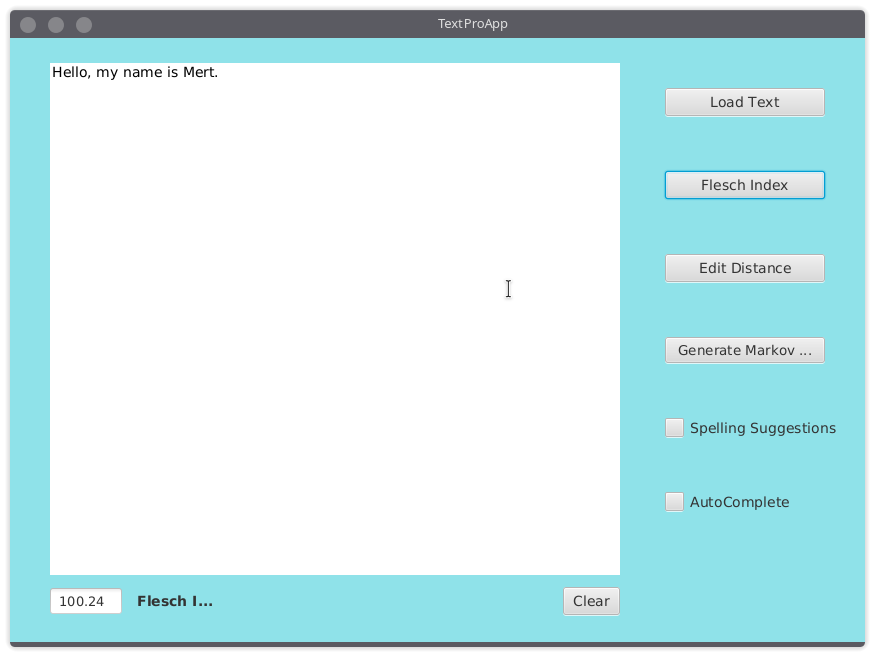 TextProApp
Hello, my name is Mert.
Load Text
Flesch Index
Edit Distance
Generate Markov ...
Spelling Suggestions
AutoComplete
100.24
Flesch I...
Clear